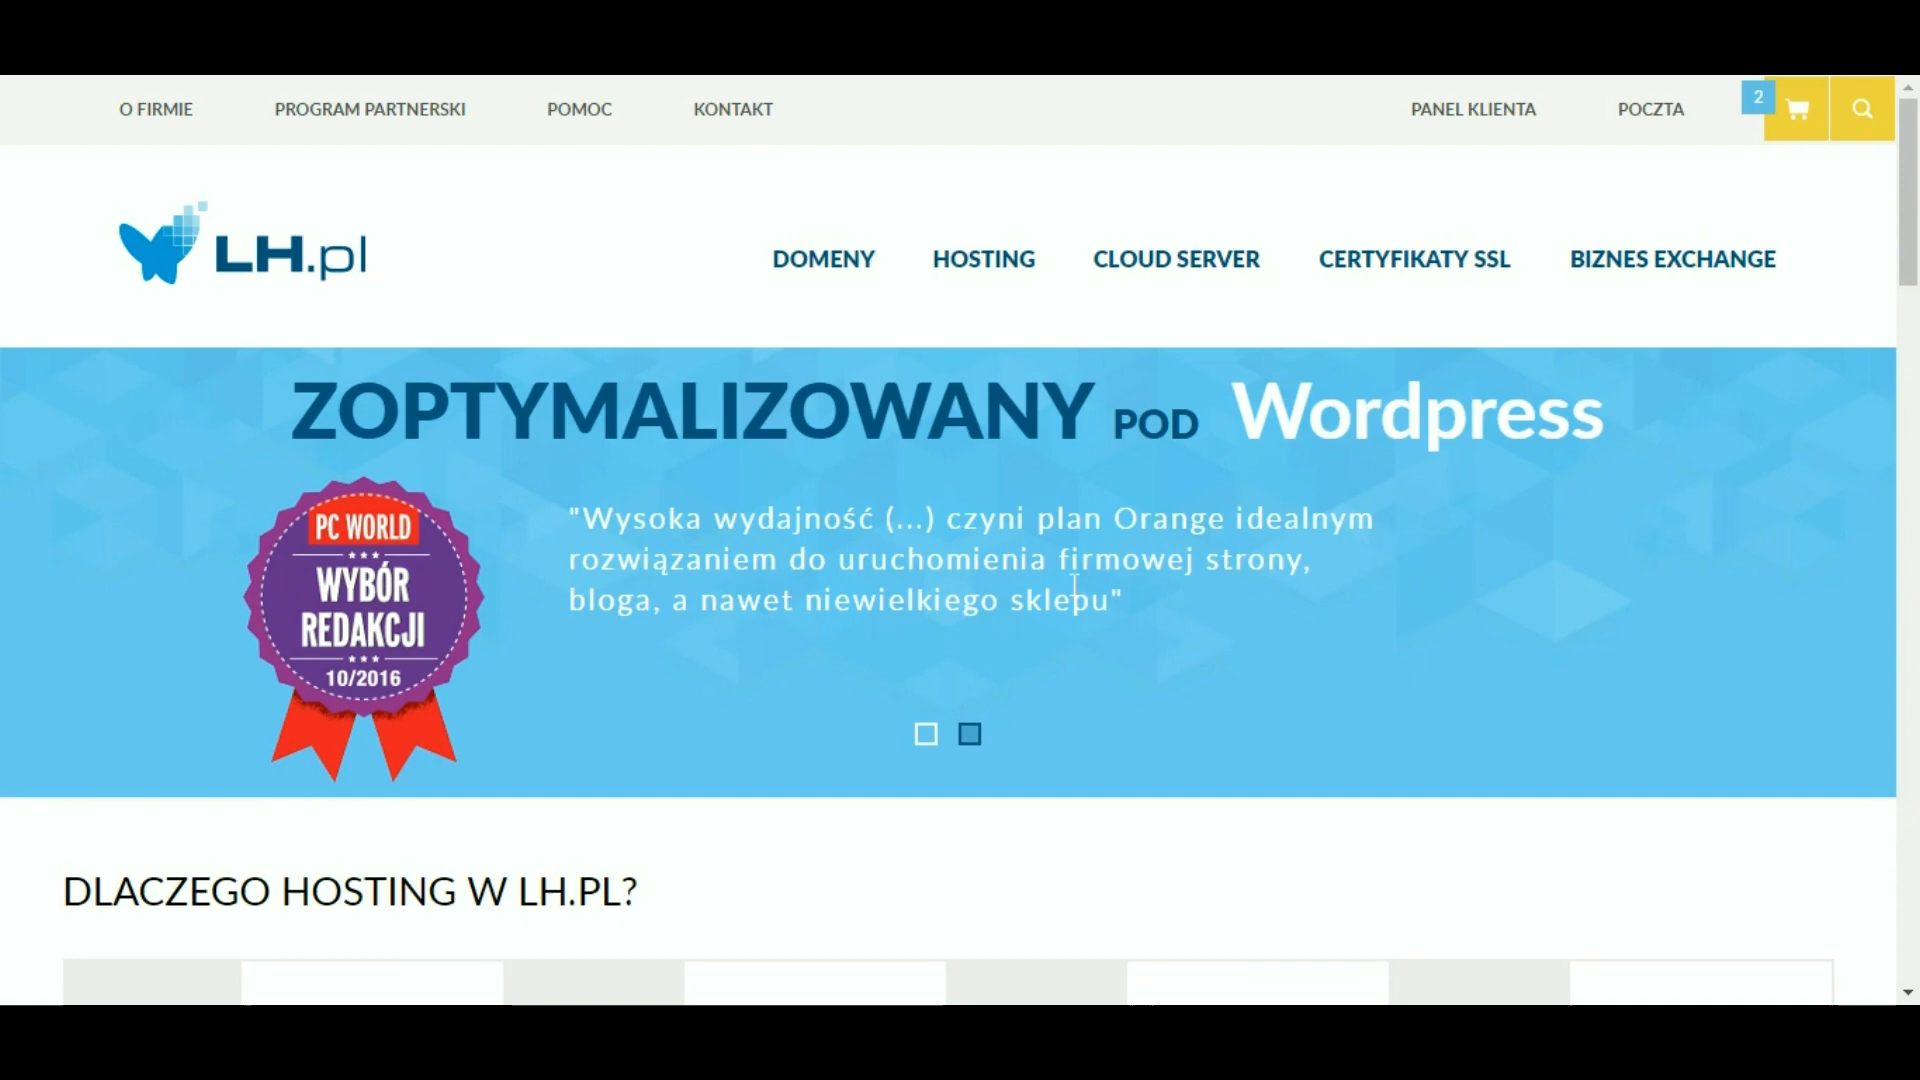 O FIRMIE PROGRAM PARTNERSKI POMOC KONTAKT PANEL KLIENTA POCZTA 2
LH.pl
DOMENY HOSTING CLOUD SERVER CERTYFIKATY SSL BIZNES EXCHANGE
ZOPTYMALIZOWANY POD Wordpress
PC WORLD
WYBÓR
REDAKCJI
10/2016
"Wysoka wydajność (...) czyni plan Orange idealnym
rozwiązaniem do uruchomienia firmowej strony,
bloga, a nawet niewielkiego sklepu"
DLACZEGO HOSTING W LH.PL?